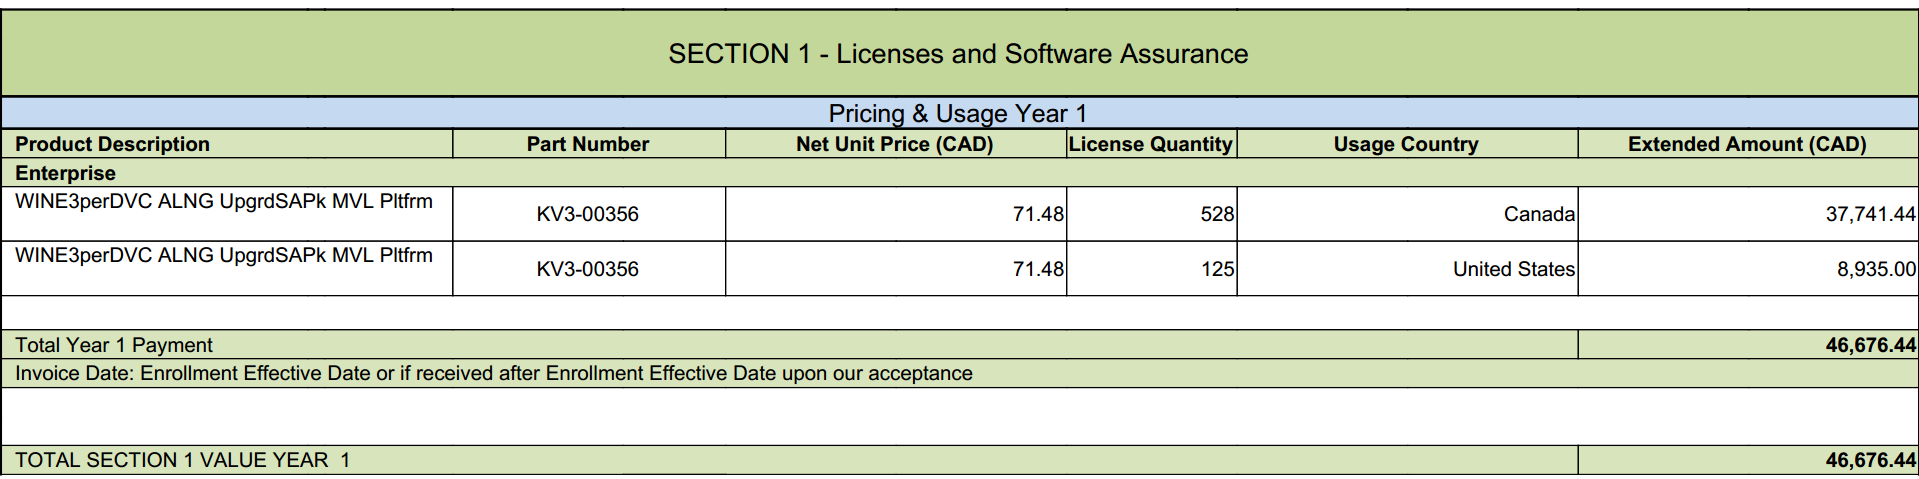 SECTION 1 - Licenses and Software Assurance
Pricing & Usage Year 1
Product Description Part Number Net Unit Price (CAD) License Quantity Usage Country Extended Amount (CAD)
Enterprise
WINE3perDVC ALNG UpgrdSAPk MVL Pltfrm KV3-00356 71.48 528 Canada 37,741.44
WINE3perDVC ALNG UpgrdSAPk MVL Pltfrm KV3-00356 71.48 125 United States 8,935.00
Total Year 1 Payment 46,676.44
Invoice Date: Enrollment Effective Date or if received after Enrollment Effective Date upon our acceptance
TOTAL SECTION 1 VALUE YEAR 1 46,676.44